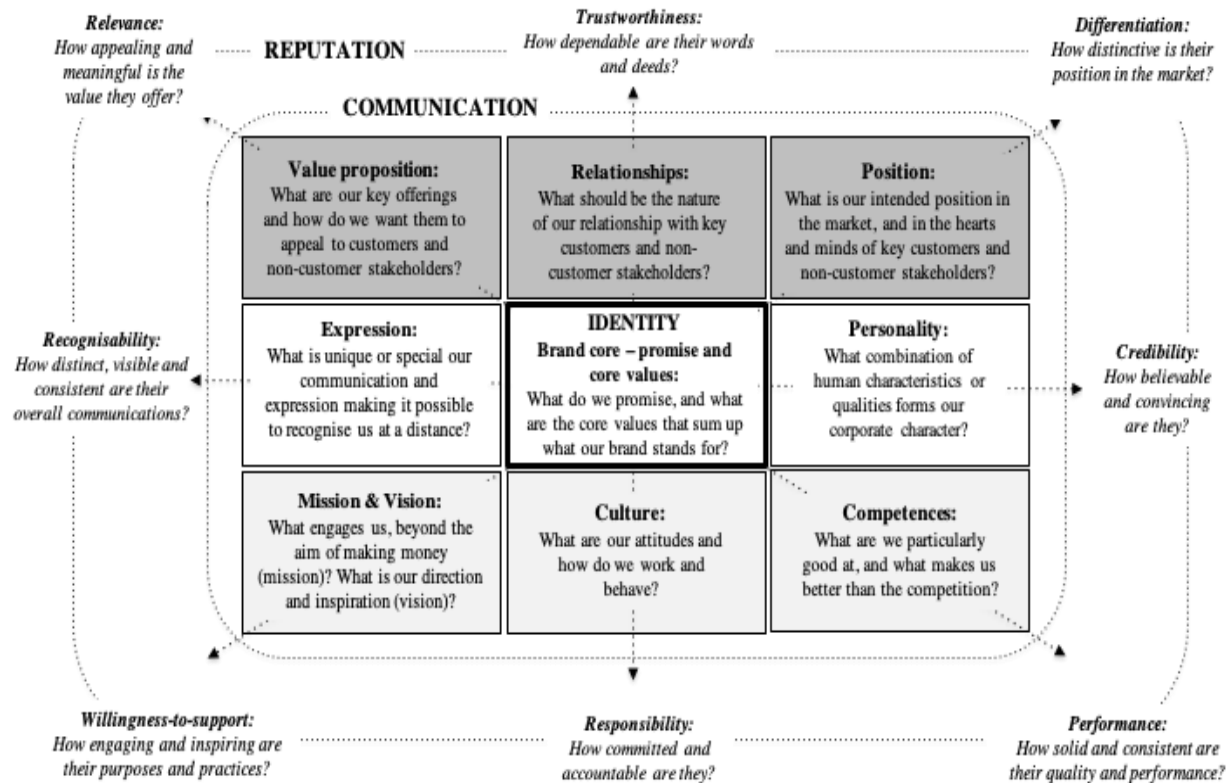 Relevance:
How appealing and
meaningful is the
value they offer?
REPUTATION
Trustworthiness:
How dependable are their words
and deeds?
Differentiation:
How distinctive is their
position in the market?
COMMUNICATION
Value proposition:
What are our key offerings
and how do we want them to
appeal to customers and
non-customer stakeholders?
Relationships:
What should be the nature
of our relationship with key
customers and non-
customer stakeholders?
Position:
What is our intended position in
the market, and in the hearts
and minds of key customers and
non-customer stakeholders?
Recognisability:
How distinct, visible and
consistent are their
overall communications?
Expression:
What is unique or special our
communication and
expression making it possible
to recognise us at a distance?
IDENTITY
Brand core – promise and
core values:
What do we promise, and what
are the core values that sum up
what our brand stands for?
Personality:
What combination of
human characteristics or
qualities forms our
corporate character?
Credibility:
How believable
and convincing
are they?
Mission & Vision:
What engages us, beyond the
aim of making money
(mission)? What is our direction
and inspiration (vision)?
Culture:
What are our attitudes and
how do we work and
behave?
Competences:
What are we particularly
good at, and what makes us
better than the competition?
Willingness-to-support:
How engaging and inspiring are
their purposes and practices?
Responsibility:
How committed and
accountable are they?
Performance:
How solid and consistent are
their quality and performance?